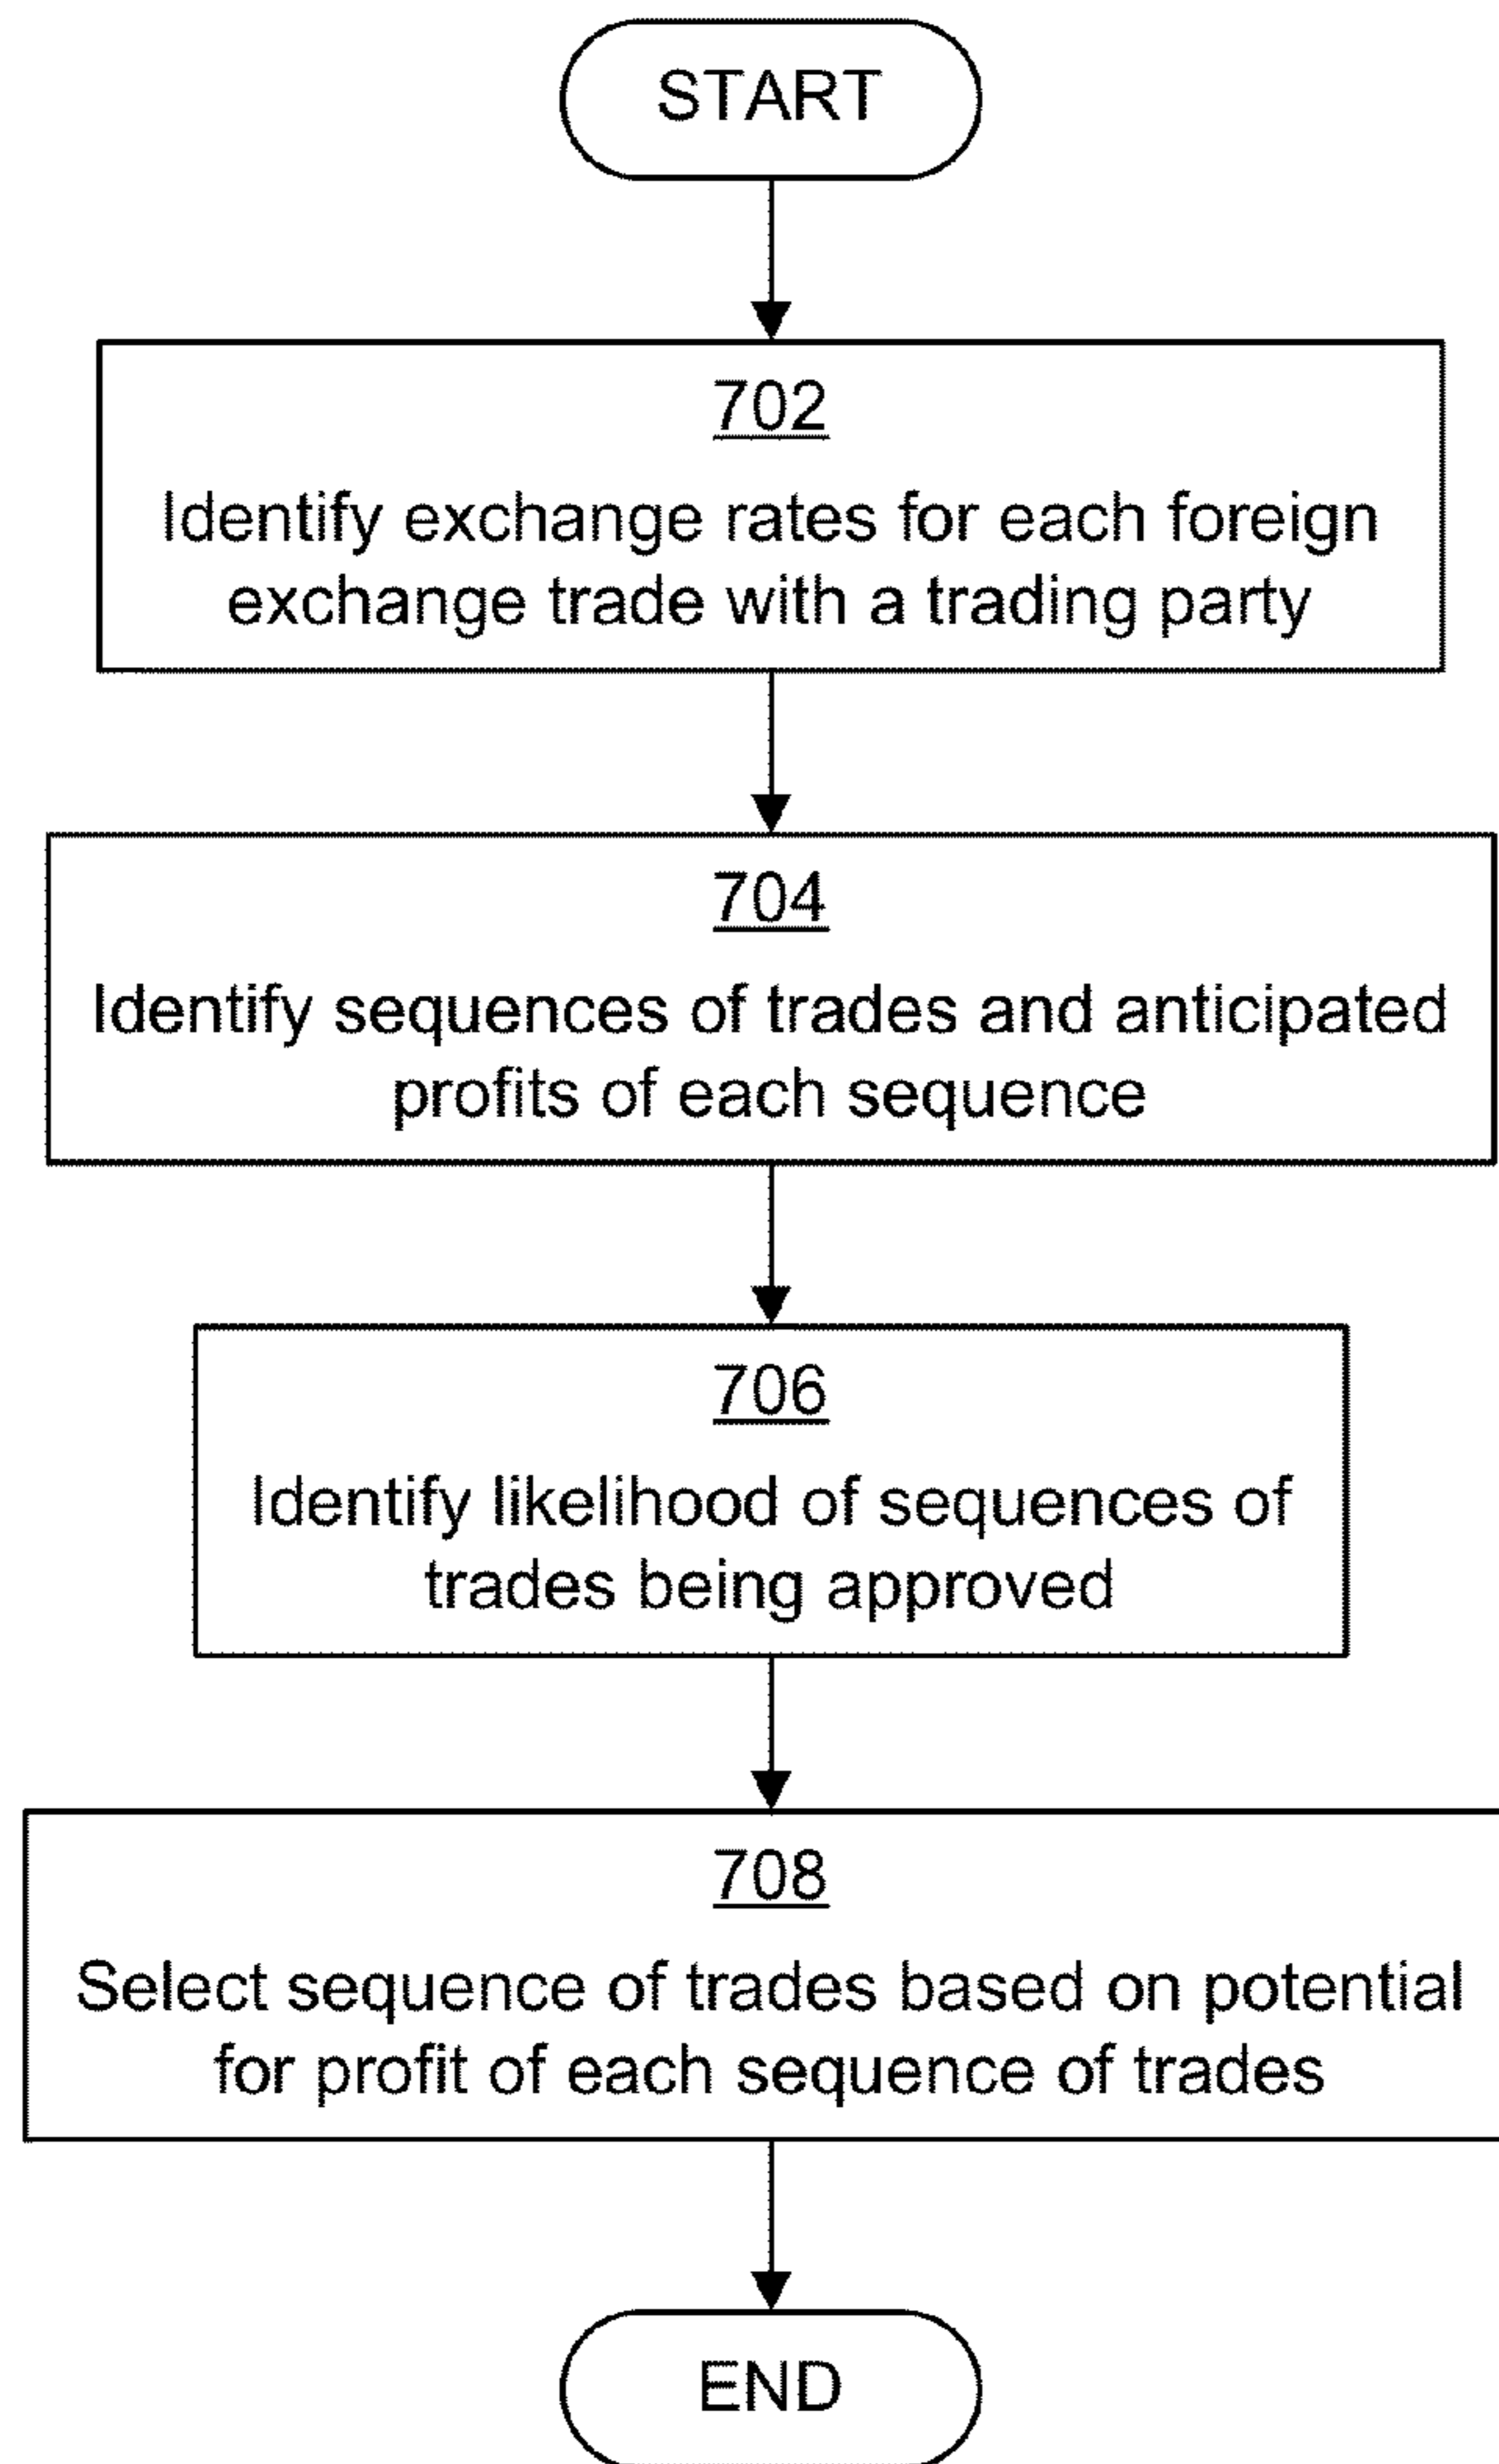 START
702
Identify exchange rates for each foreign
exchange trade with a trading party
704
Identify sequences of trades and anticipated
profits of each sequence
706
Identify likelihood of sequences of
trades being approved
708
Select sequence of trades based on potential
for profit of each sequence of trades
END